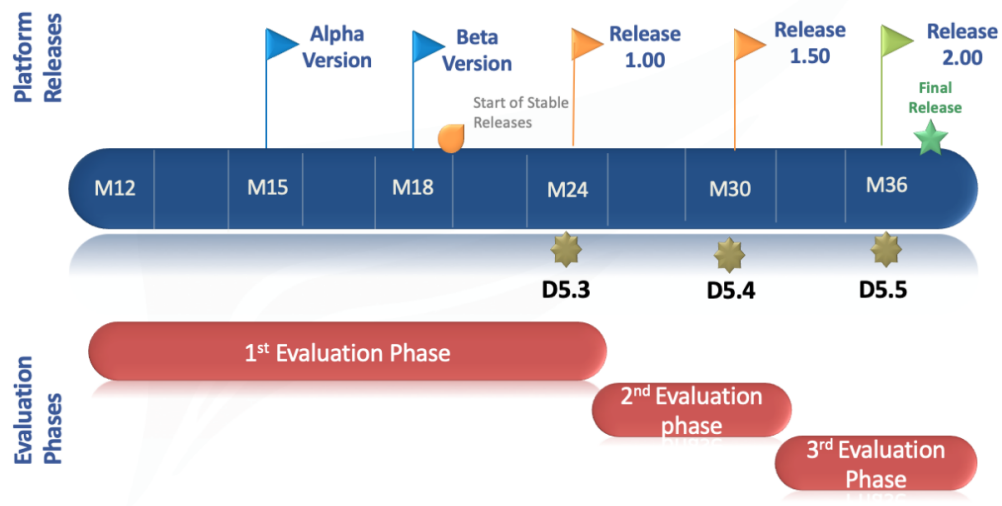 Platform
Releases
Alpha
Version
Beta
Version
Release
1.00
Release
1.50
Release
2.00
Start of Stable
Releases
Final
Release
M12
M15
M18
M24
M30
M36
D5.3
D5.4
D5.5
Evaluation
Phases
1st Evaluation Phase
2nd Evaluation
phase
3rd Evaluation
Phase